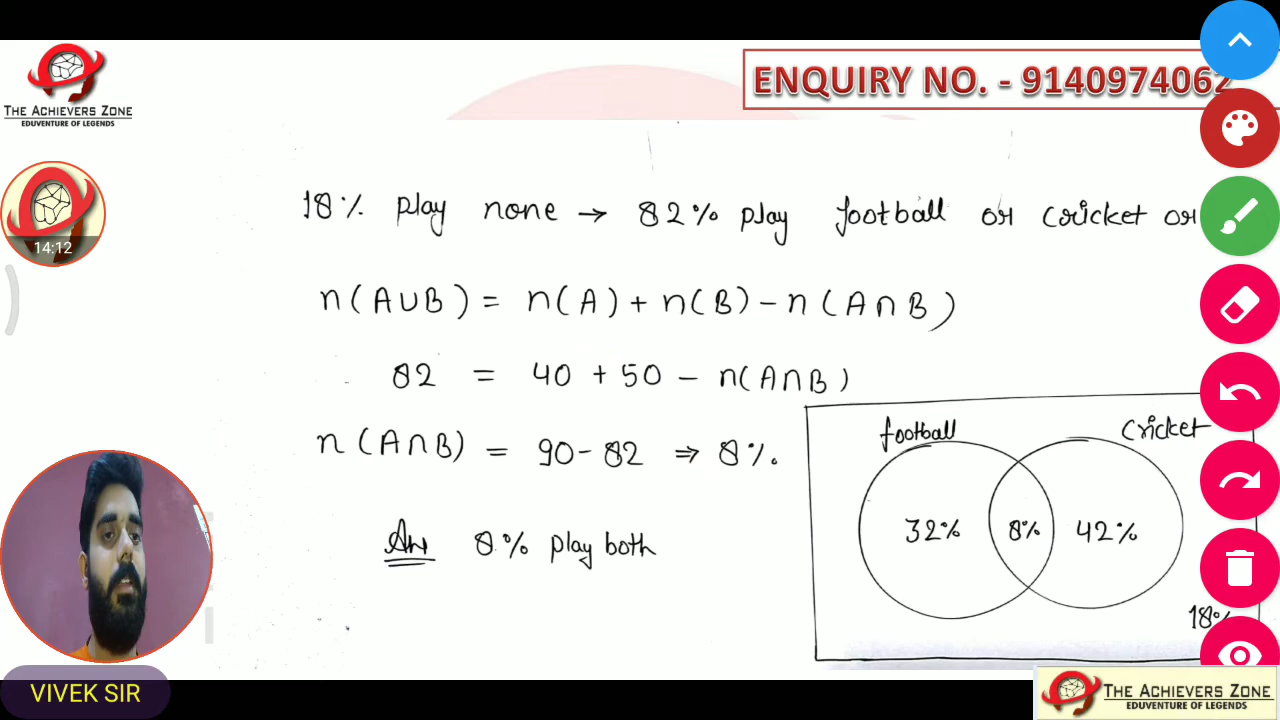 THE ACHIEVERS ZONE
EDUVENTURE OF LEGENDS
ENQUIRY NO. - 9140974062
14:12
18% play none → 82% play football or cricket or
n(A∪B) = n(A) + n(B) - n(A∩B)
82 = 40 + 50 - n(A∩B)
n(A∩B) = 90 - 82 ⇒ 8%.
Ans 8% play both
football
Cricket
32% 8% 42%
18%
VIVEK SIR
THE ACHIEVERS ZONE
EDUVENTURE OF LEGENDS